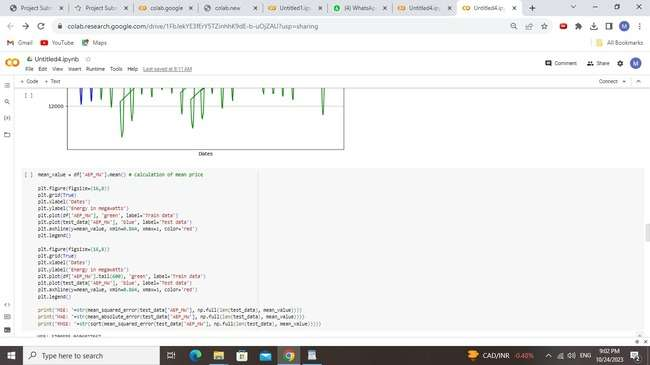 Project Sub
Project Sub
colab.google
colab.new
Untitled1.ip
(4) WhatsA
Untitled4.ip
Untitled4.ip
colab.research.google.com/drive/1FbJekYE3fErYSTZinhhK9dE-b-uOjZAU?usp=sharing
M
Gmail
YouTube
Maps
All Bookmarks
Untitled4.ipynb
File Edit View Insert Runtime Tools Help Last saved at 8:11 AM
Comment
Share
M
+ Code + Text
Connect
[ ]
12000
Dates
[ ] mean_value = df['AEP_MW'].mean() # calculation of mean price
plt.figure(figsize=(16,8))
plt.grid(True)
plt.xlabel('Dates')
plt.ylabel('Energy in megawatts')
plt.plot(df['AEP_MW'], 'green', label='Train data')
plt.plot(test_data['AEP_MW'], 'blue', label='Test data')
plt.axhline(y=mean_value, xmin=0.864, xmax=1, color='red')
plt.legend()
plt.figure(figsize=(16,8))
plt.grid(True)
plt.xlabel('Dates')
plt.ylabel('Energy in megawatts')
plt.plot(df['AEP_MW'].tail(600), 'green', label='Train data')
plt.plot(test_data['AEP_MW'], 'blue', label='Test data')
plt.axhline(y=mean_value, xmin=0.864, xmax=1, color='red')
plt.legend()
print('MSE: '+str(mean_squared_error(test_data['AEP_MW'], np.full(len(test_data), mean_value))))
print('MAE: '+str(mean_absolute_error(test_data['AEP_MW'], np.full(len(test_data), mean_value))))
print('RMSE: '+str(sqrt(mean_squared_error(test_data['AEP_MW'], np.full(len(test_data), mean_value)))))
Type here to search
CAD/INR -0.40%
ENG
9:02 PM
10/24/2023